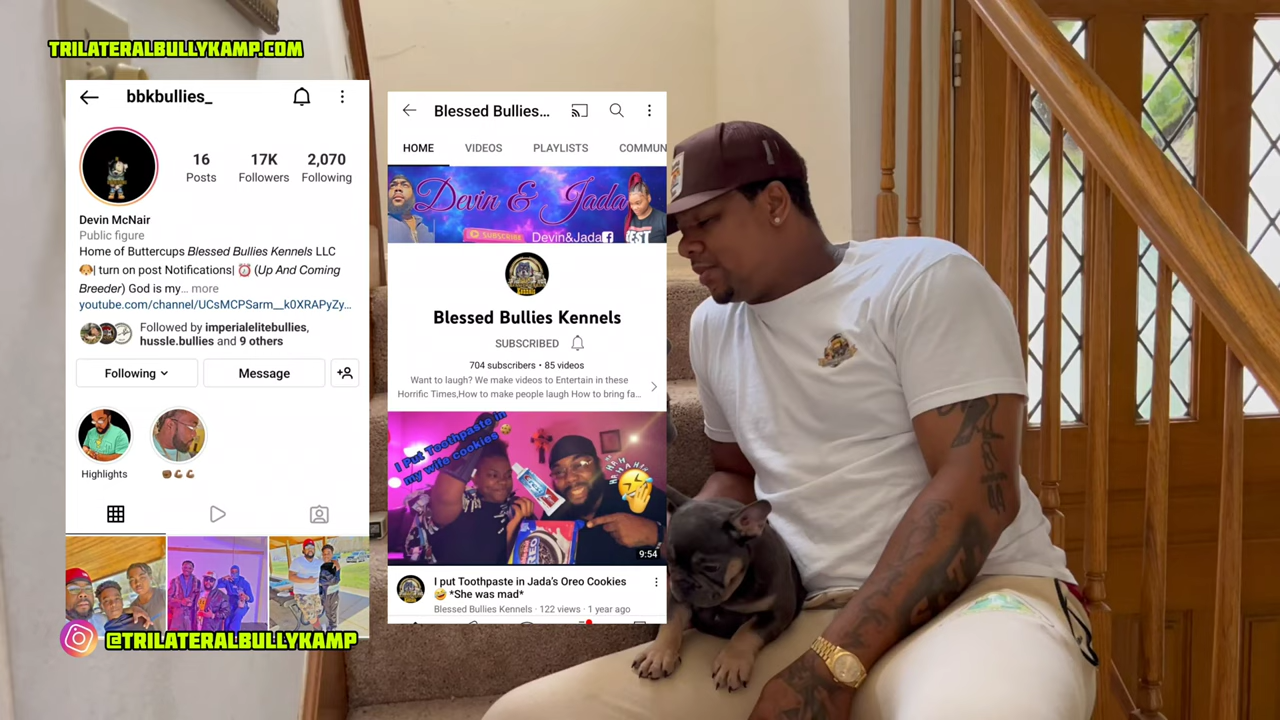 TRILATERALBULLYKAMP.COM
bbkbullies_
16
17K
2,070
Posts
Followers
Following
Devin McNair
Public figure
Home of Buttercups Blessed Bullies Kennels LLC
| turn on post Notifications| ⏰ (Up And Coming
Breeder) God is my... more
youtube.com/channel/UCsMCPSarm__k0XRAPyZy...
Followed by imperialelitebullies,
hussle.bullies and 9 others
Following
Message
Highlights
✊🏾💪🏾💪🏾
@TRILATERALBULLYKAMP
Blessed Bullies...
HOME
VIDEOS
PLAYLISTS
COMMUN
Devin & Jada
SUBSCRIBE
Devin&Jada
BEST
Blessed Bullies Kennels
SUBSCRIBED
704 subscribers • 85 videos
Want to laugh? We make videos to Entertain in these
Horrific Times,How to make people laugh How to bring fa...
I Put Toothpaste in
my wife cookies
HAHAHAHAHA
OREO
9:54
I put Toothpaste in Jada's Oreo Cookies
🤣 *She was mad*
Blessed Bullies Kennels · 122 views · 1 year ago